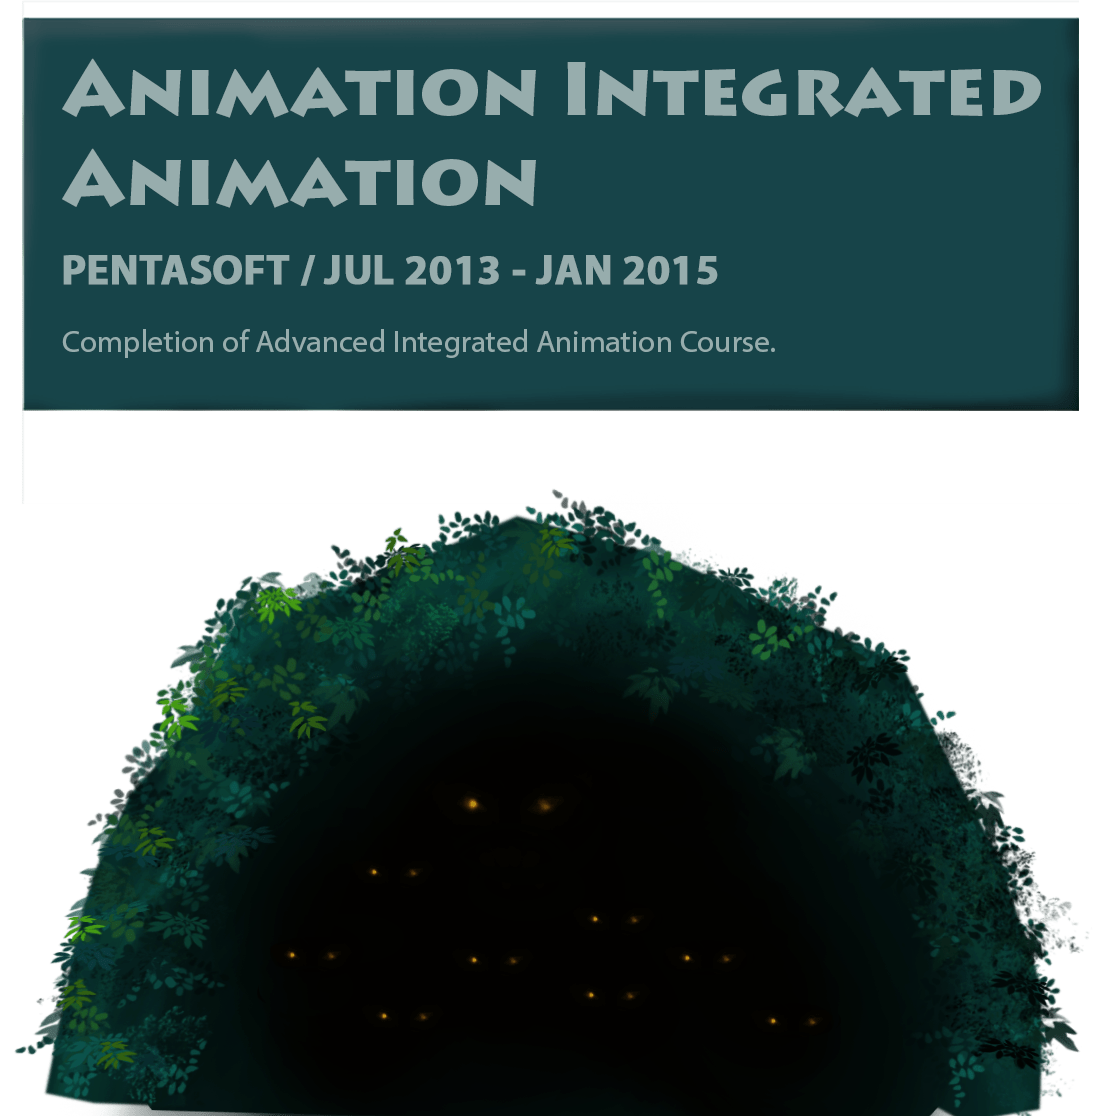 Animation Integrated
Animation
PENTASOFT / JUL 2013 - JAN 2015
Completion of Advanced Integrated Animation Course.